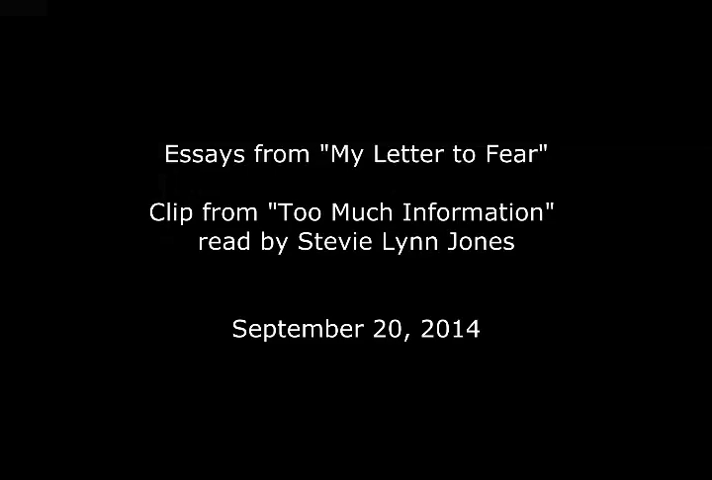 Essays from "My Letter to Fear"
Clip from "Too Much Information"
read by Stevie Lynn Jones
September 20, 2014